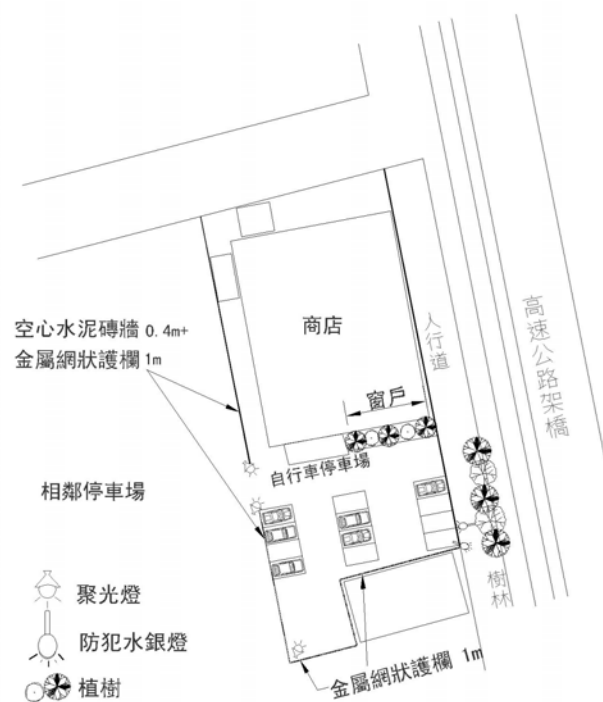 空心水泥磚牆 0.4m+
金屬網狀護欄 1m
商店
人行道
高速公路架橋
窗戶
自行車停車場
相鄰停車場
樹林
聚光燈
防犯水銀燈
植樹
金屬網狀護欄 1m